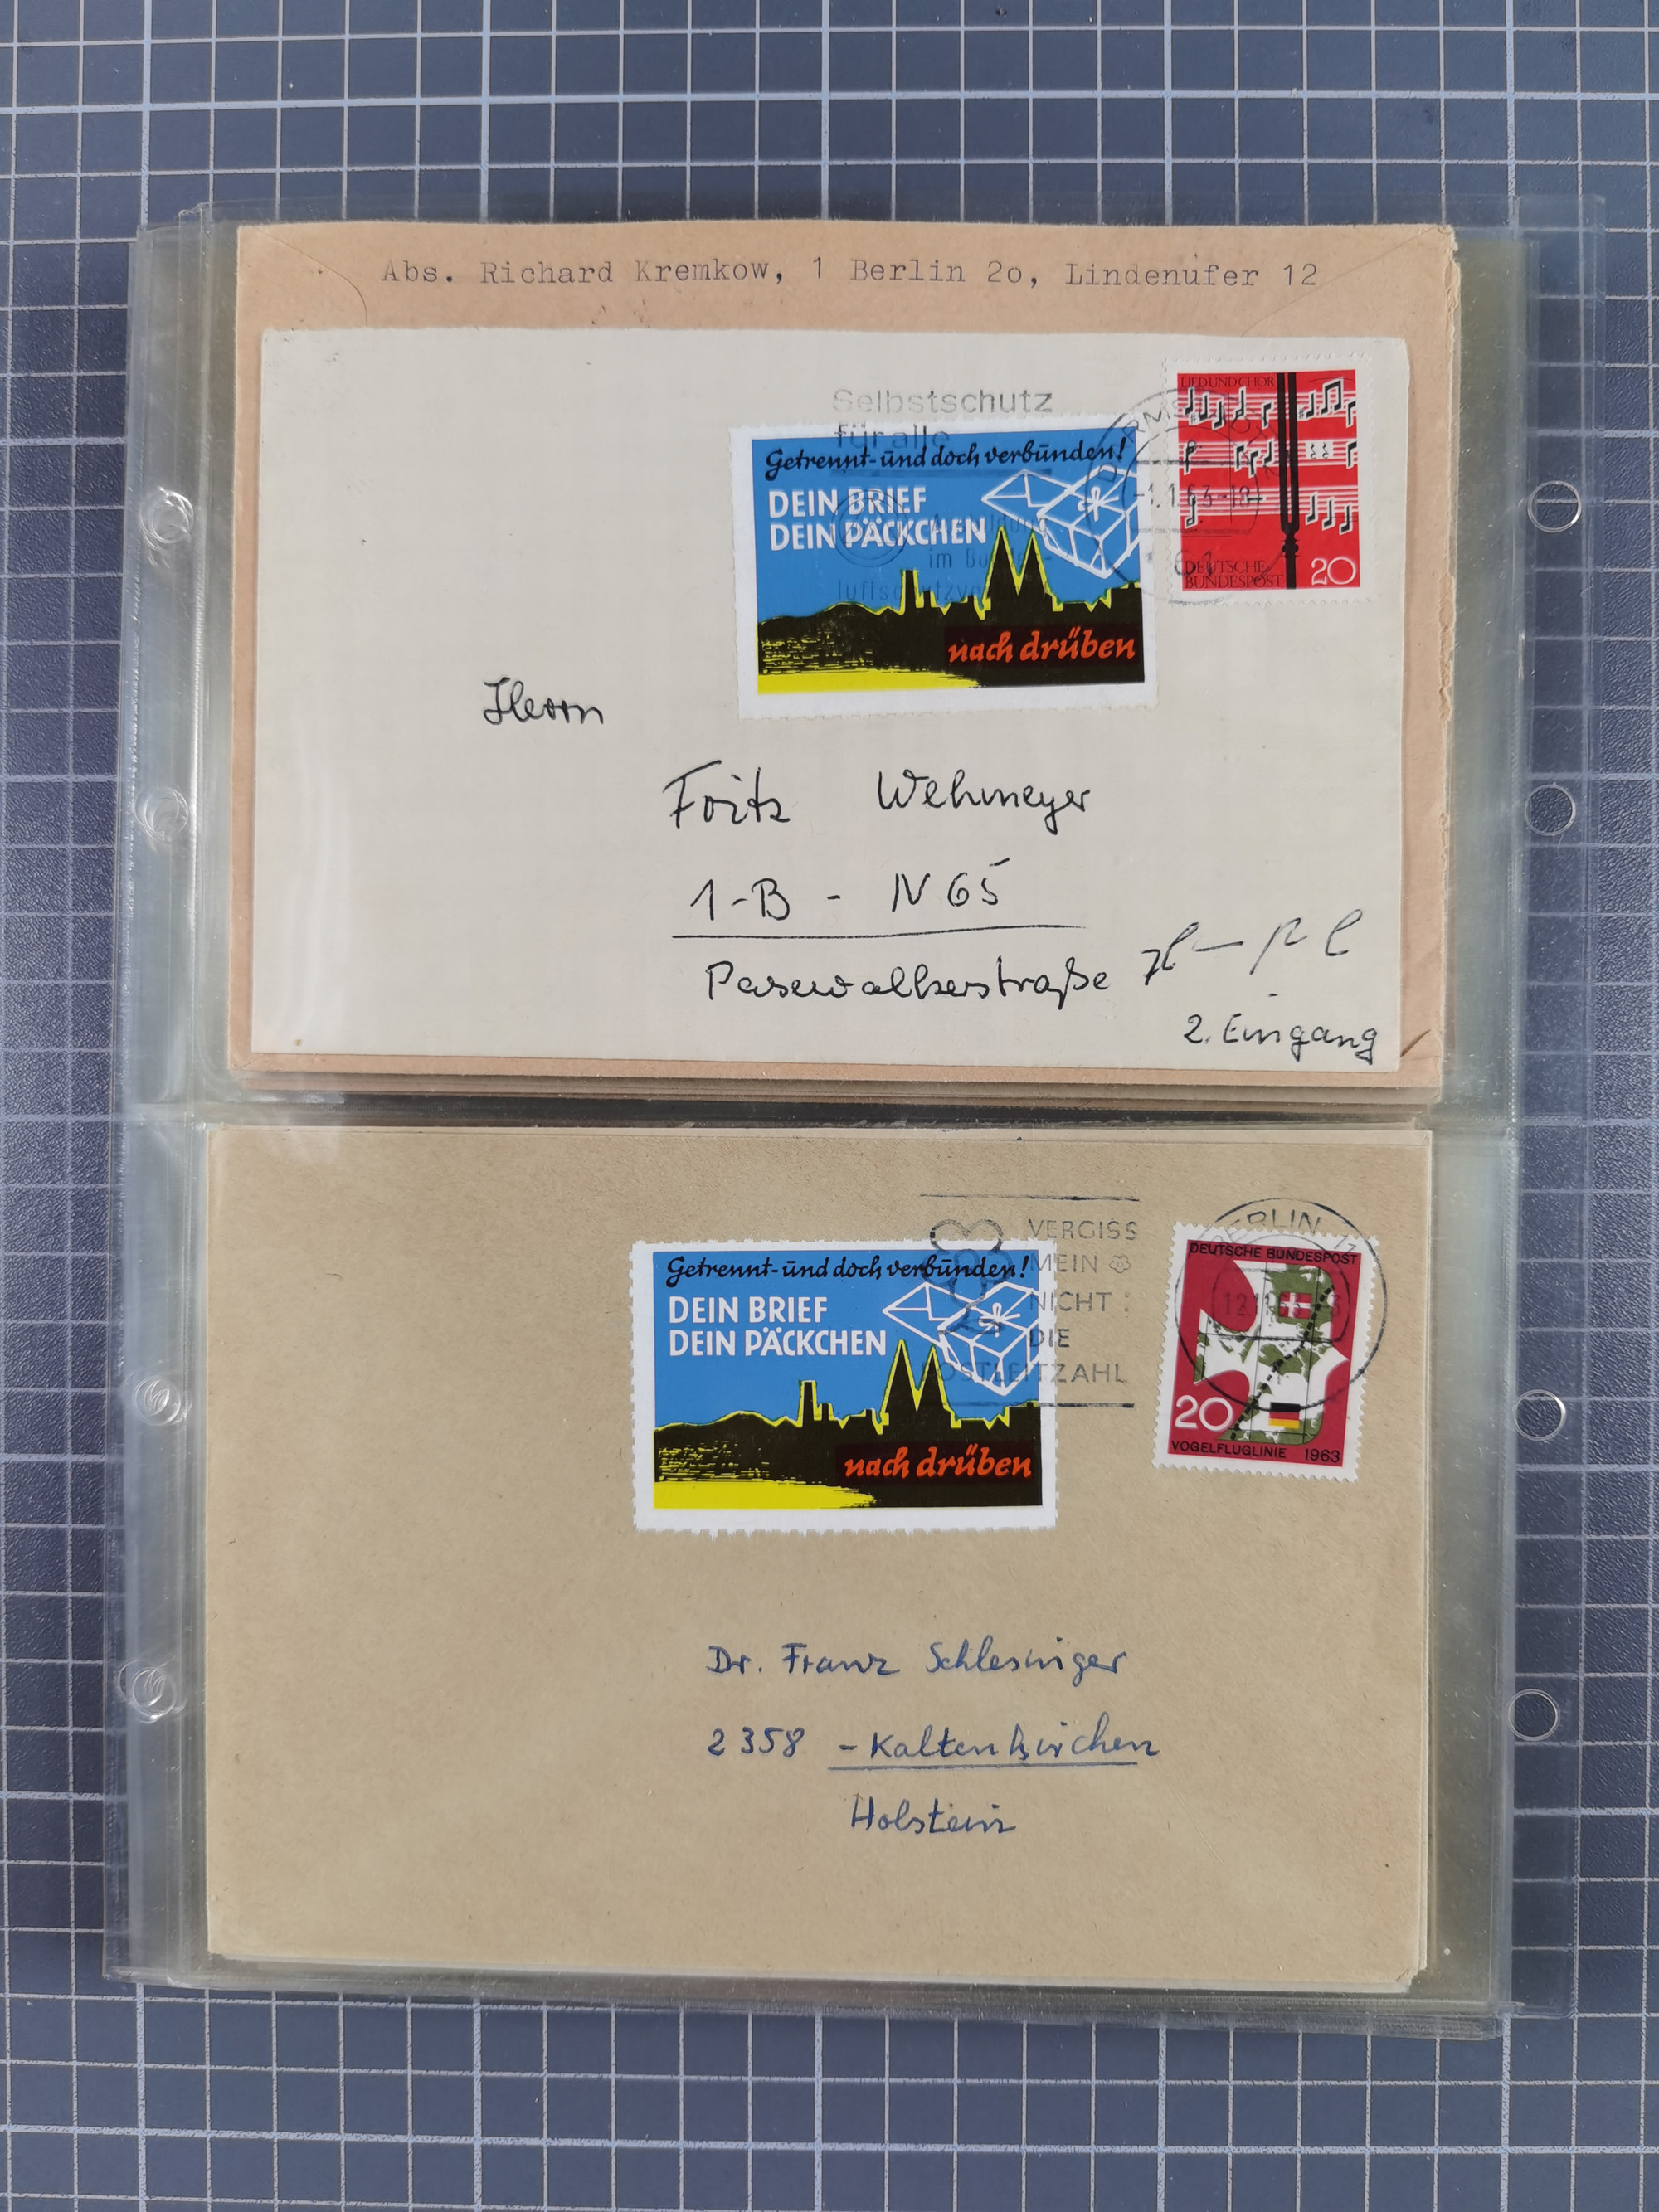 Abs. Richard Kremkow, 1 Berlin 2o, Lindenufer 12
Selbstschutz
für alle
Getrennt- und doch verbunden!
DEIN BRIEF
DEIN PÄCKCHEN
nach drüben
im
LIED UND CHOR
DEUTSCHE
BUNDESPOST
20
61
Herrn
Fritz Wehmeyer
1-B - N 65
Pasewalkerstraße
2. Eingang
VERGISS
MEIN
NICHT :
DIE
POSTLEITZAHL
BERLIN 11
Getrennt- und doch verbunden!
DEIN BRIEF
DEIN PÄCKCHEN
nach drüben
DEUTSCHE BUNDESPOST
20
VOGELFLUGLINIE 1963
Dr. Franz Schlesinger
2358 - Kaltenkirchen
Holstein